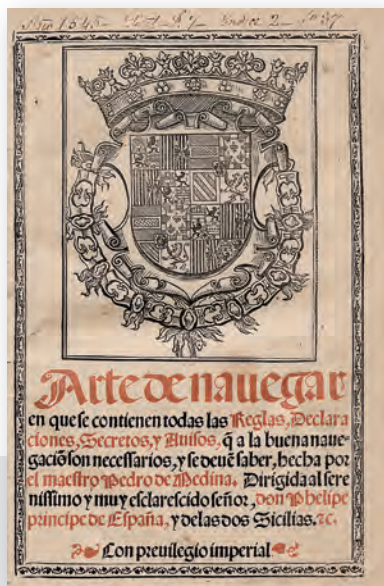 Año 1545
Arte de nauegar
en que se contienen todas las Reglas, Declara
ciones, Secretos, y Auisos, q̃ a la buena naue-
gaciõ son necessarios, y se deuẽ saber, hecha por
el maestro Pedro de Medina. Dirigida al sere
nissimo y muy esclarescido señor, don Phelipe
principe de España, y delas dos Sicilias. ⁊c.
Con preuilegio imperial